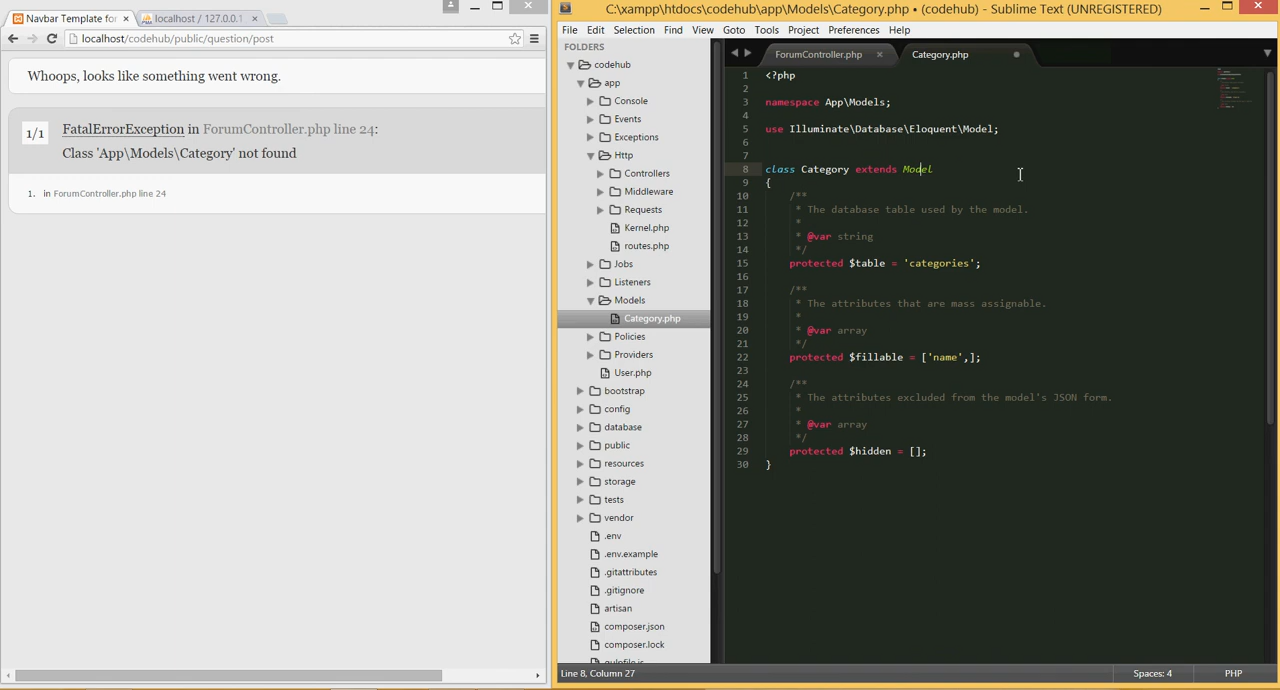 Navbar Template for
localhost / 127.0.0.1
localhost/codehub/public/question/post
Whoops, looks like something went wrong.
1/1
FatalErrorException in ForumController.php line 24:
Class 'App\Models\Category' not found
1. in ForumController.php line 24
C:\xampp\htdocs\codehub\app\Models\Category.php • (codehub) - Sublime Text (UNREGISTERED)
File Edit Selection Find View Goto Tools Project Preferences Help
FOLDERS
codehub
app
Console
Events
Exceptions
Http
Controllers
Middleware
Requests
Kernel.php
routes.php
Jobs
Listeners
Models
Category.php
Policies
Providers
User.php
bootstrap
config
database
public
resources
storage
tests
vendor
.env
.env.example
.gitattributes
.gitignore
artisan
composer.json
composer.lock
gulpfile.js
ForumController.php
Category.php
1 <?php
2
3 namespace App\Models;
4
5 use Illuminate\Database\Eloquent\Model;
6
7
8 class Category extends Model
9 {
10 /**
11 * The database table used by the model.
12 *
13 * @var string
14 */
15 protected $table = 'categories';
16
17 /**
18 * The attributes that are mass assignable.
19 *
20 * @var array
21 */
22 protected $fillable = ['name',];
23
24 /**
25 * The attributes excluded from the model's JSON form.
26 *
27 * @var array
28 */
29 protected $hidden = [];
30 }
Line 8, Column 27
Spaces: 4
PHP